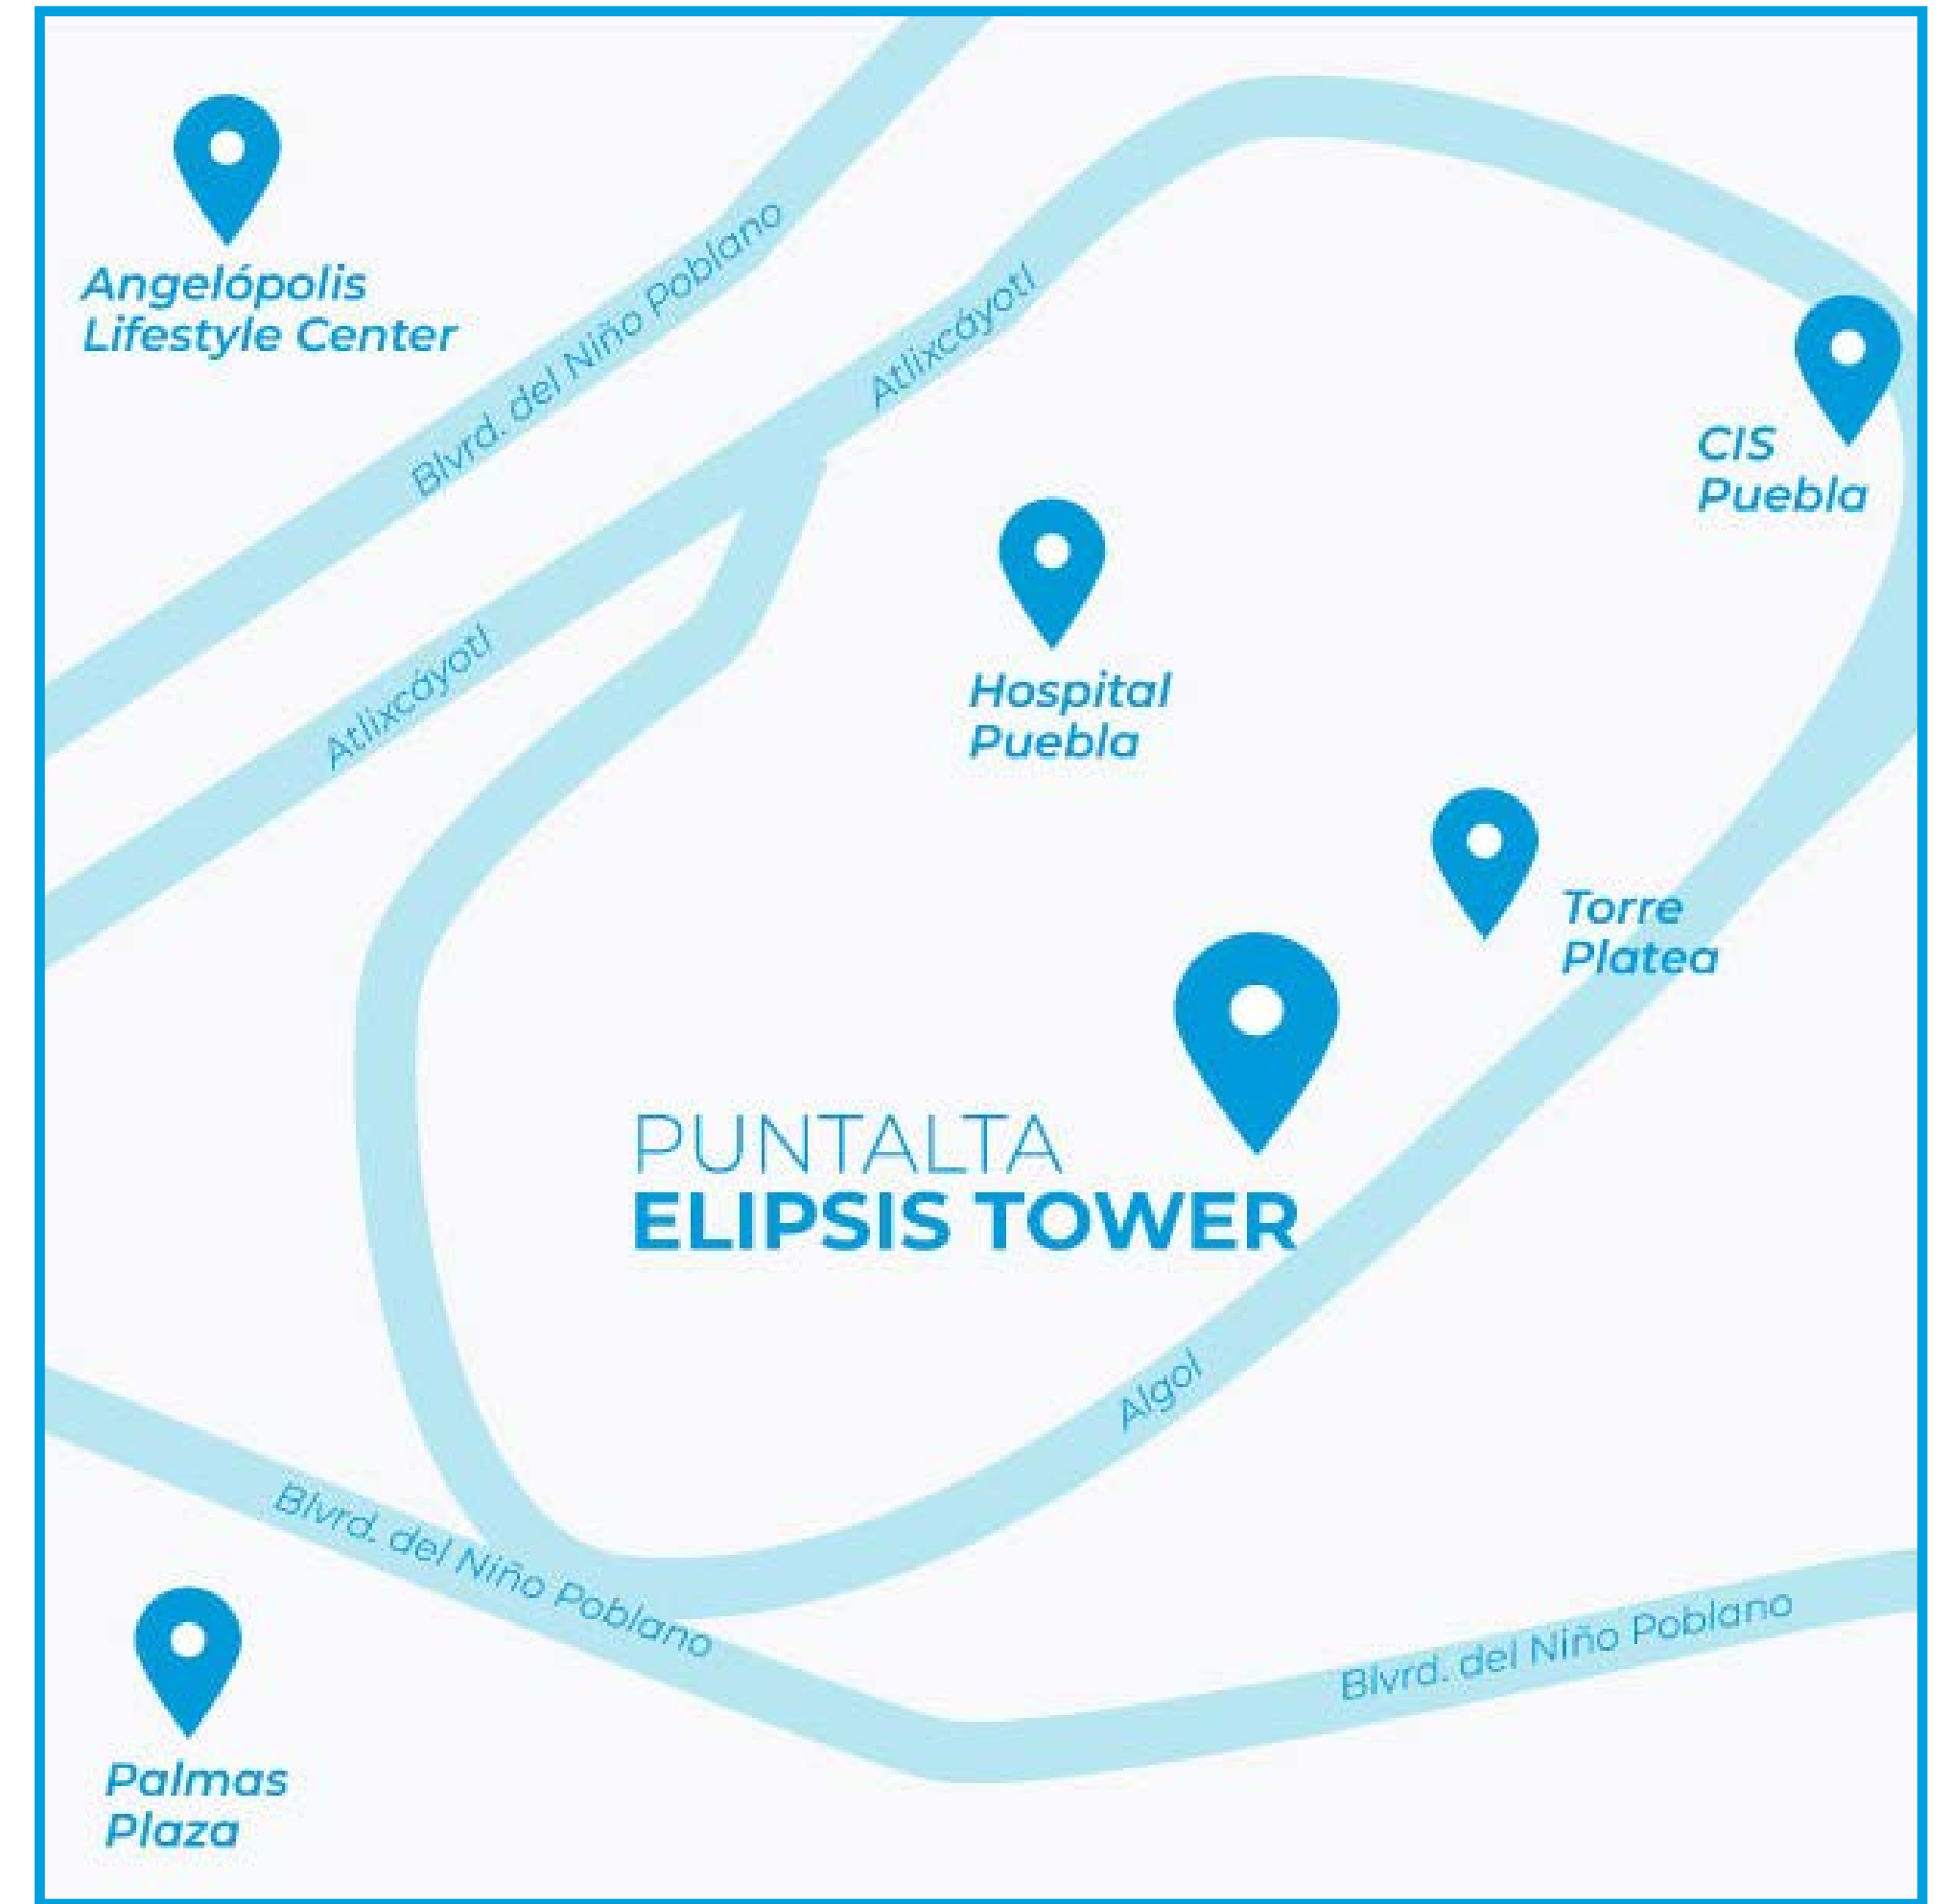 Angelópolis
Lifestyle Center
Blvrd. del Niño Poblano
Atlixcáyotl
Atlixcáyotl
CIS
Puebla
Hospital
Puebla
Torre
Platea
PUNTALTA
ELIPSIS TOWER
Algol
Blvrd. del Niño Poblano
Blvrd. del Niño Poblano
Palmas
Plaza